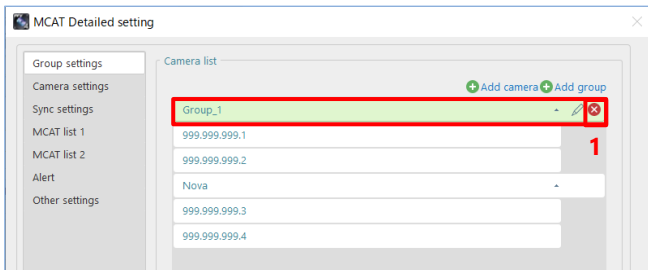 MCAT Detailed setting
Group settings
Camera settings
Sync settings
MCAT list 1
MCAT list 2
Alert
Other settings
Camera list
Add camera Add group
Group_1
1
999.999.999.1
999.999.999.2
Nova
999.999.999.3
999.999.999.4